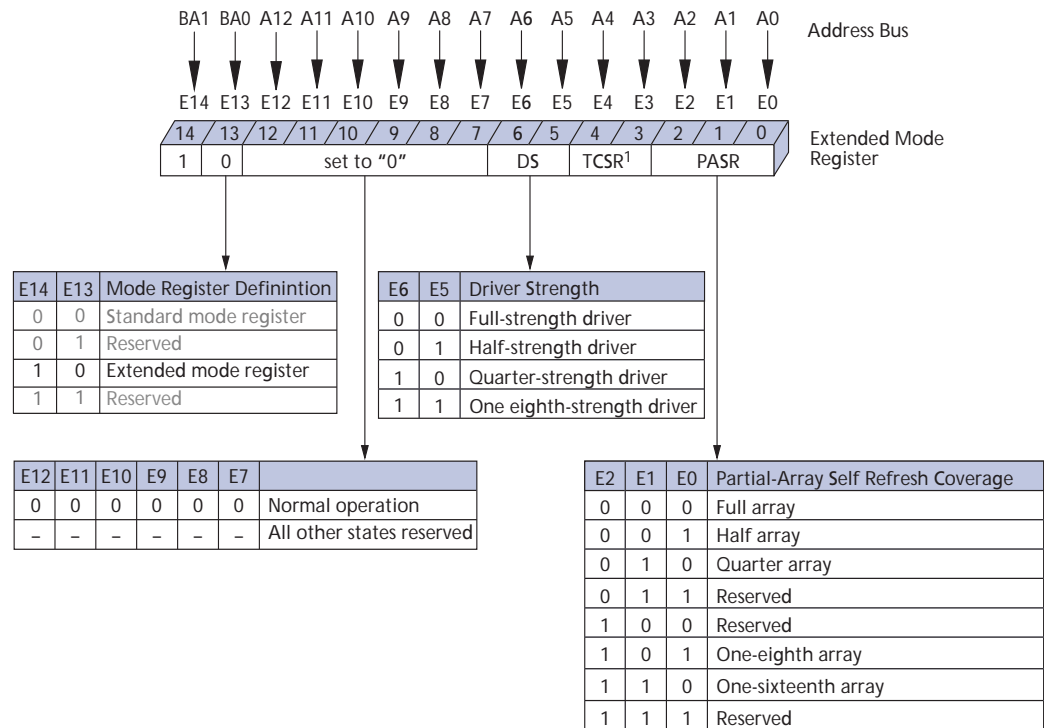 BA1 BA0 A12 A11 A10 A9 A8 A7 A6 A5 A4 A3 A2 A1 A0
Address Bus
E14 E13 E12 E11 E10 E9 E8 E7 E6 E5 E4 E3 E2 E1 E0
14 13 12 11 10 9 8 7 6 5 4 3 2 1 0
Extended Mode
Register
1 0 set to “0” DS TCSR¹ PASR
E14 E13 Mode Register Definintion
0 0 Standard mode register
0 1 Reserved
1 0 Extended mode register
1 1 Reserved
E6 E5 Driver Strength
0 0 Full-strength driver
0 1 Half-strength driver
1 0 Quarter-strength driver
1 1 One eighth-strength driver
E12 E11 E10 E9 E8 E7
0 0 0 0 0 0 Normal operation
– – – – – – All other states reserved
E2 E1 E0 Partial-Array Self Refresh Coverage
0 0 0 Full array
0 0 1 Half array
0 1 0 Quarter array
0 1 1 Reserved
1 0 0 Reserved
1 0 1 One-eighth array
1 1 0 One-sixteenth array
1 1 1 Reserved